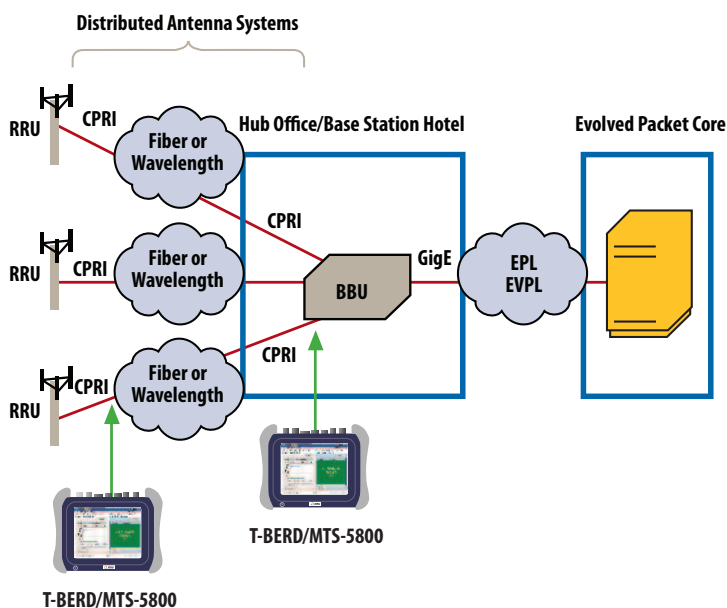 Distributed Antenna Systems
RRU
CPRI
Fiber or
Wavelength
Hub Office/Base Station Hotel
Evolved Packet Core
CPRI
RRU
CPRI
Fiber or
Wavelength
BBU
GigE
EPL
EVPL
CPRI
RRU
CPRI
Fiber or
Wavelength
T-BERD/MTS-5800
T-BERD/MTS-5800